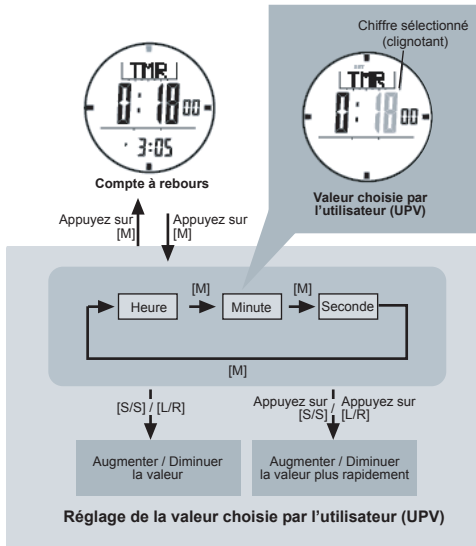 Chiffre sélectionné
(clignotant)
TMR
0: 18 00
3:05
Compte à rebours
SET
TMR
0: 18 00
Valeur choisie par
l'utilisateur (UPV)
Appuyez sur
[M]
Appuyez sur
[M]
Heure
[M]
Minute
[M]
Seconde
[M]
[S/S] / [L/R]
Appuyez sur / Appuyez sur
[S/S] [L/R]
Augmenter / Diminuer
la valeur
Augmenter / Diminuer
la valeur plus rapidement
Réglage de la valeur choisie par l'utilisateur (UPV)